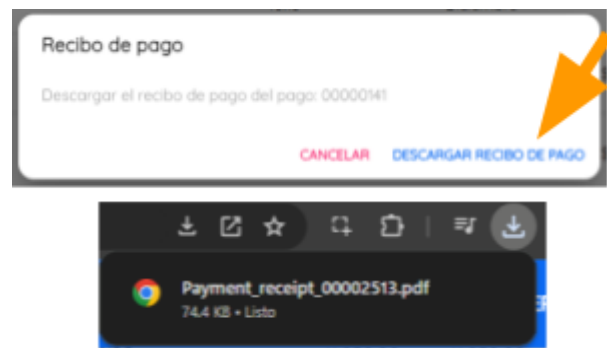 Recibo de pago
Descargar el recibo de pago del pago: 00000141
CANCELAR DESCARGAR RECIBO DE PAGO
Payment_receipt_00002513.pdf
74.4 KB • Listo